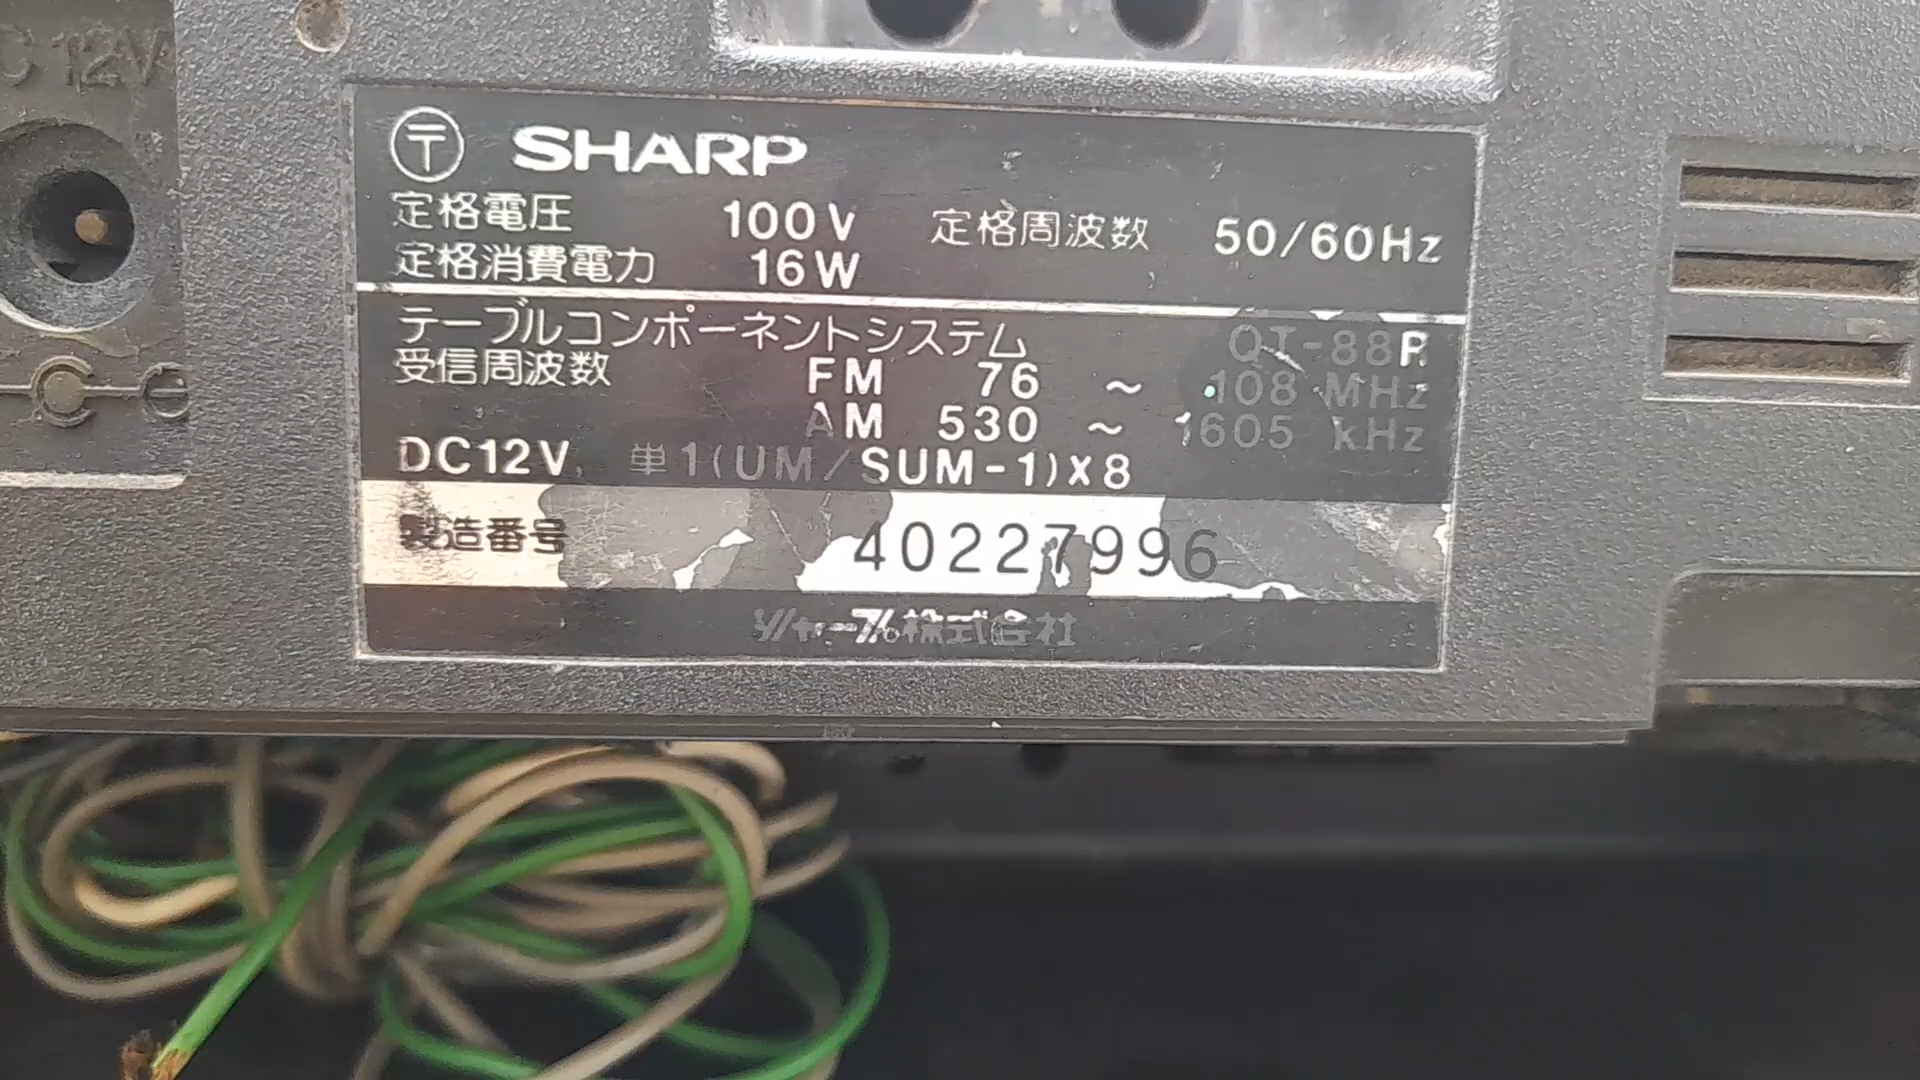 C 12V
〒 SHARP
定格電圧 100V 定格周波数 50/60Hz
定格消費電力 16W
テーブルコンポーネントシステム QT-88R
受信周波数 FM 76 ~ 108 MHz
AM 530 ~ 1605 kHz
DC12V, 単1(UM/SUM-1)x8
製造番号 40227996
シャープ株式会社